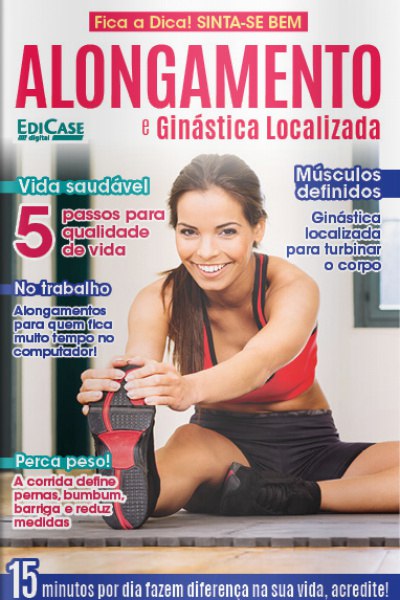 Fica a Dica! SINTA-SE BEM
ALONGAMENTO
EDICASE
digital
e Ginástica Localizada
Vida saudável
5 passos para
qualidade
de vida
No trabalho
Alongamentos
para quem fica
muito tempo no
computador!
Músculos
definidos
Ginástica
localizada
para turbinar
o corpo
Perca peso!
A corrida define
pernas, bumbum,
barriga e reduz
medidas
15 minutos por dia fazem diferença na sua vida, acredite!